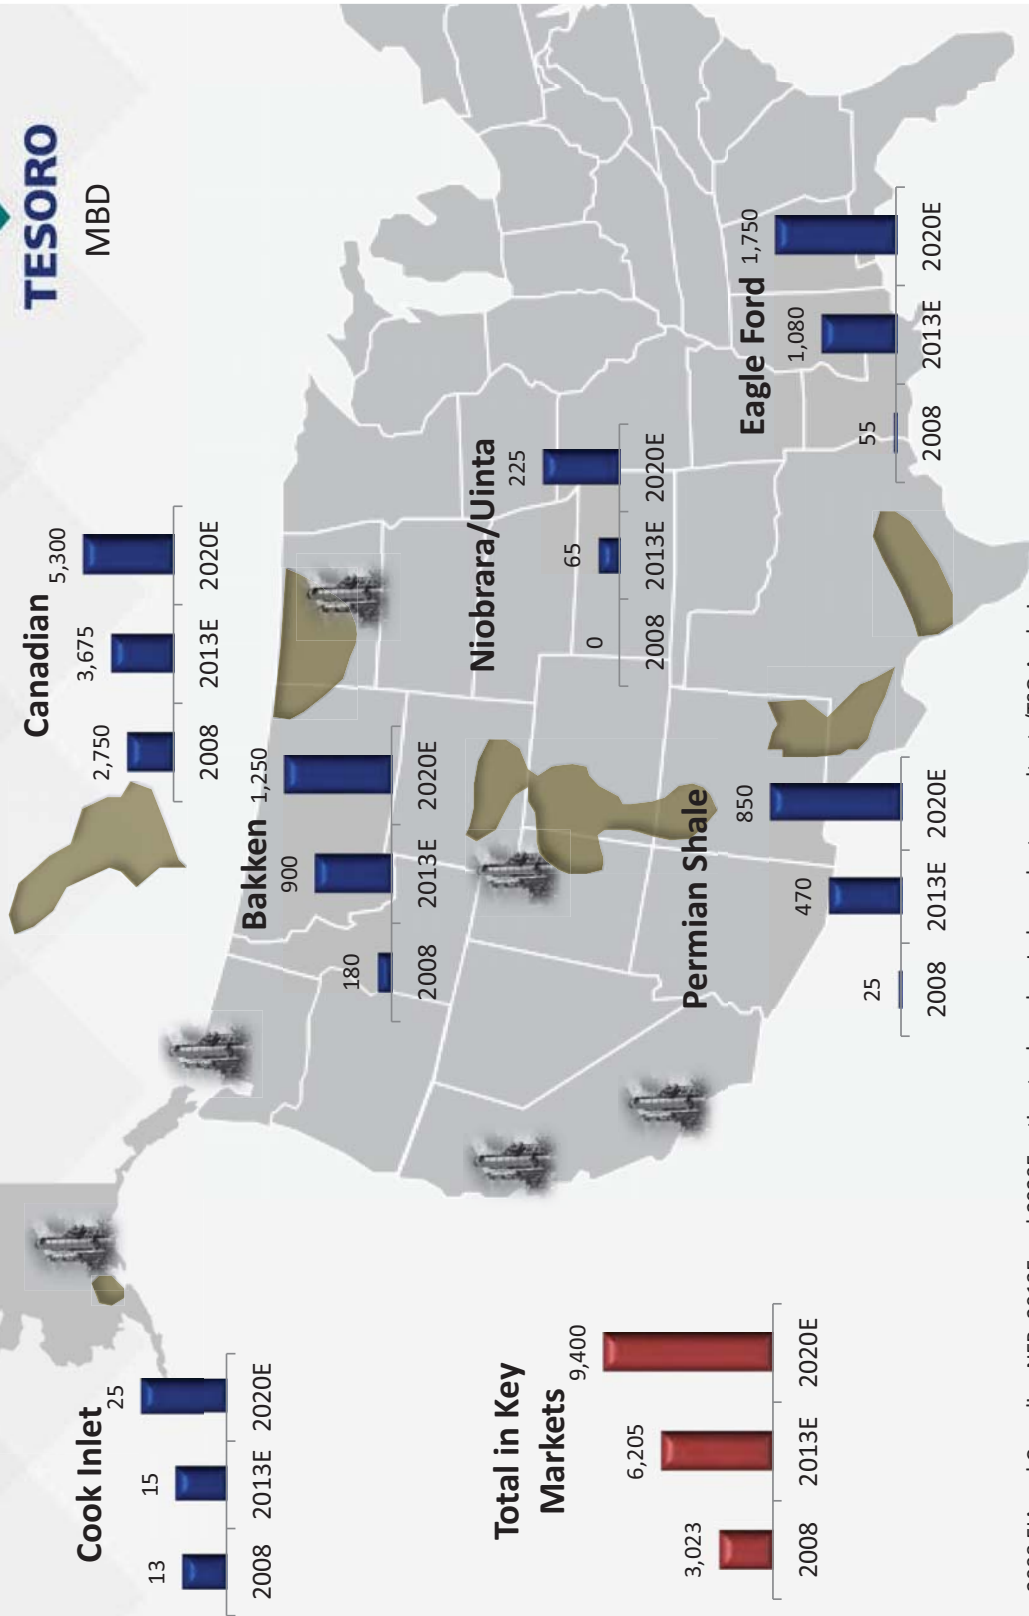 TESORO
MBD
Canadian
2,750
3,675
5,300
2008
2013E
2020E
Cook Inlet
13
15
25
2008
2013E
2020E
Bakken
180
900
1,250
2008
2013E
2020E
Niobrara/Uinta
0
65
225
2008
2013E
2020E
Total in Key
Markets
3,023
6,205
9,400
2008
2013E
2020E
Permian Shale
25
470
850
2008
2013E
2020E
Eagle Ford
55
1,080
1,750
2008
2013E
2020E